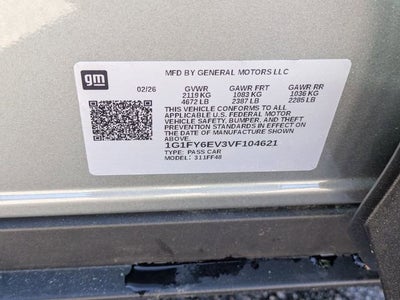 gm
MFD BY GENERAL MOTORS LLC
02/26 GVWR GAWR FRT GAWR RR
2119 KG 1083 KG 1036 KG
4672 LB 2387 LB 2285 LB
THIS VEHICLE CONFORMS TO ALL
APPLICABLE U.S. FEDERAL MOTOR
VEHICLE SAFETY, BUMPER, AND THEFT
PREVENTION STANDARDS IN EFFECT ON
THE DATE OF MANUFACTURE SHOWN
ABOVE.
1G1FY6EV3VF104621
TYPE: PASS CAR
MODEL: 311FF48